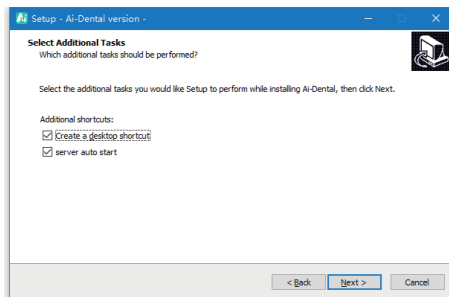 Ai Setup - Ai-Dental version -
Select Additional Tasks
Which additional tasks should be performed?
Select the additional tasks you would like Setup to perform while installing Ai-Dental, then click Next.
Additional shortcuts:
Create a desktop shortcut
server auto start
< Back Next > Cancel